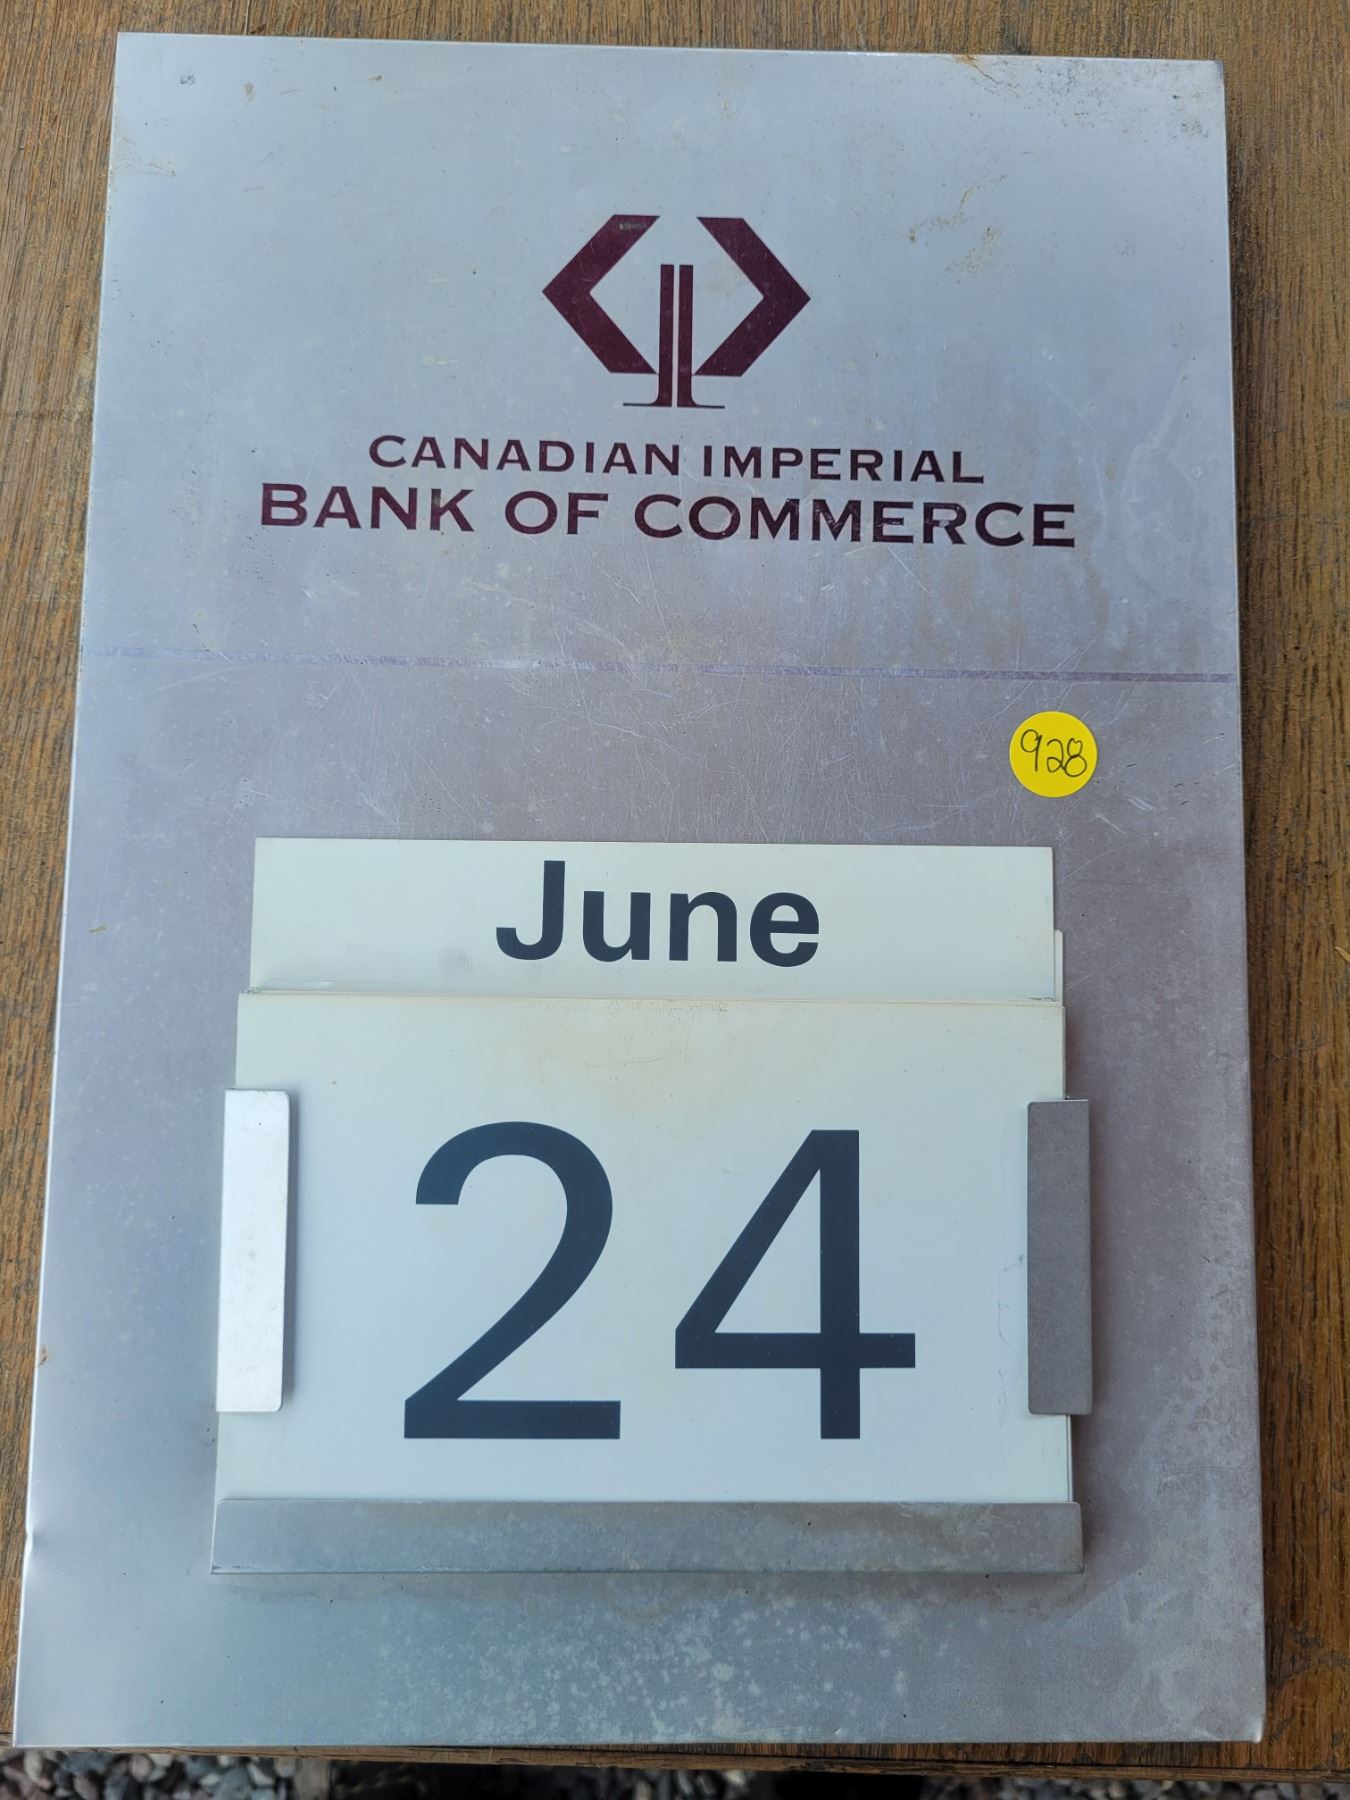 CANADIAN IMPERIAL
BANK OF COMMERCE
928
June
24